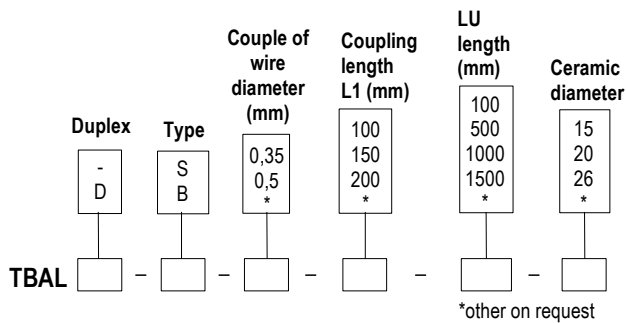 Duplex
-
D
Type
S
B
Couple of
wire
diameter
(mm)
0,35
0,5
*
Coupling
length
L1 (mm)
100
150
200
*
LU
length
(mm)
100
500
1000
1500
*
Ceramic
diameter
15
20
26
*
TBAL – – – – –
*other on request